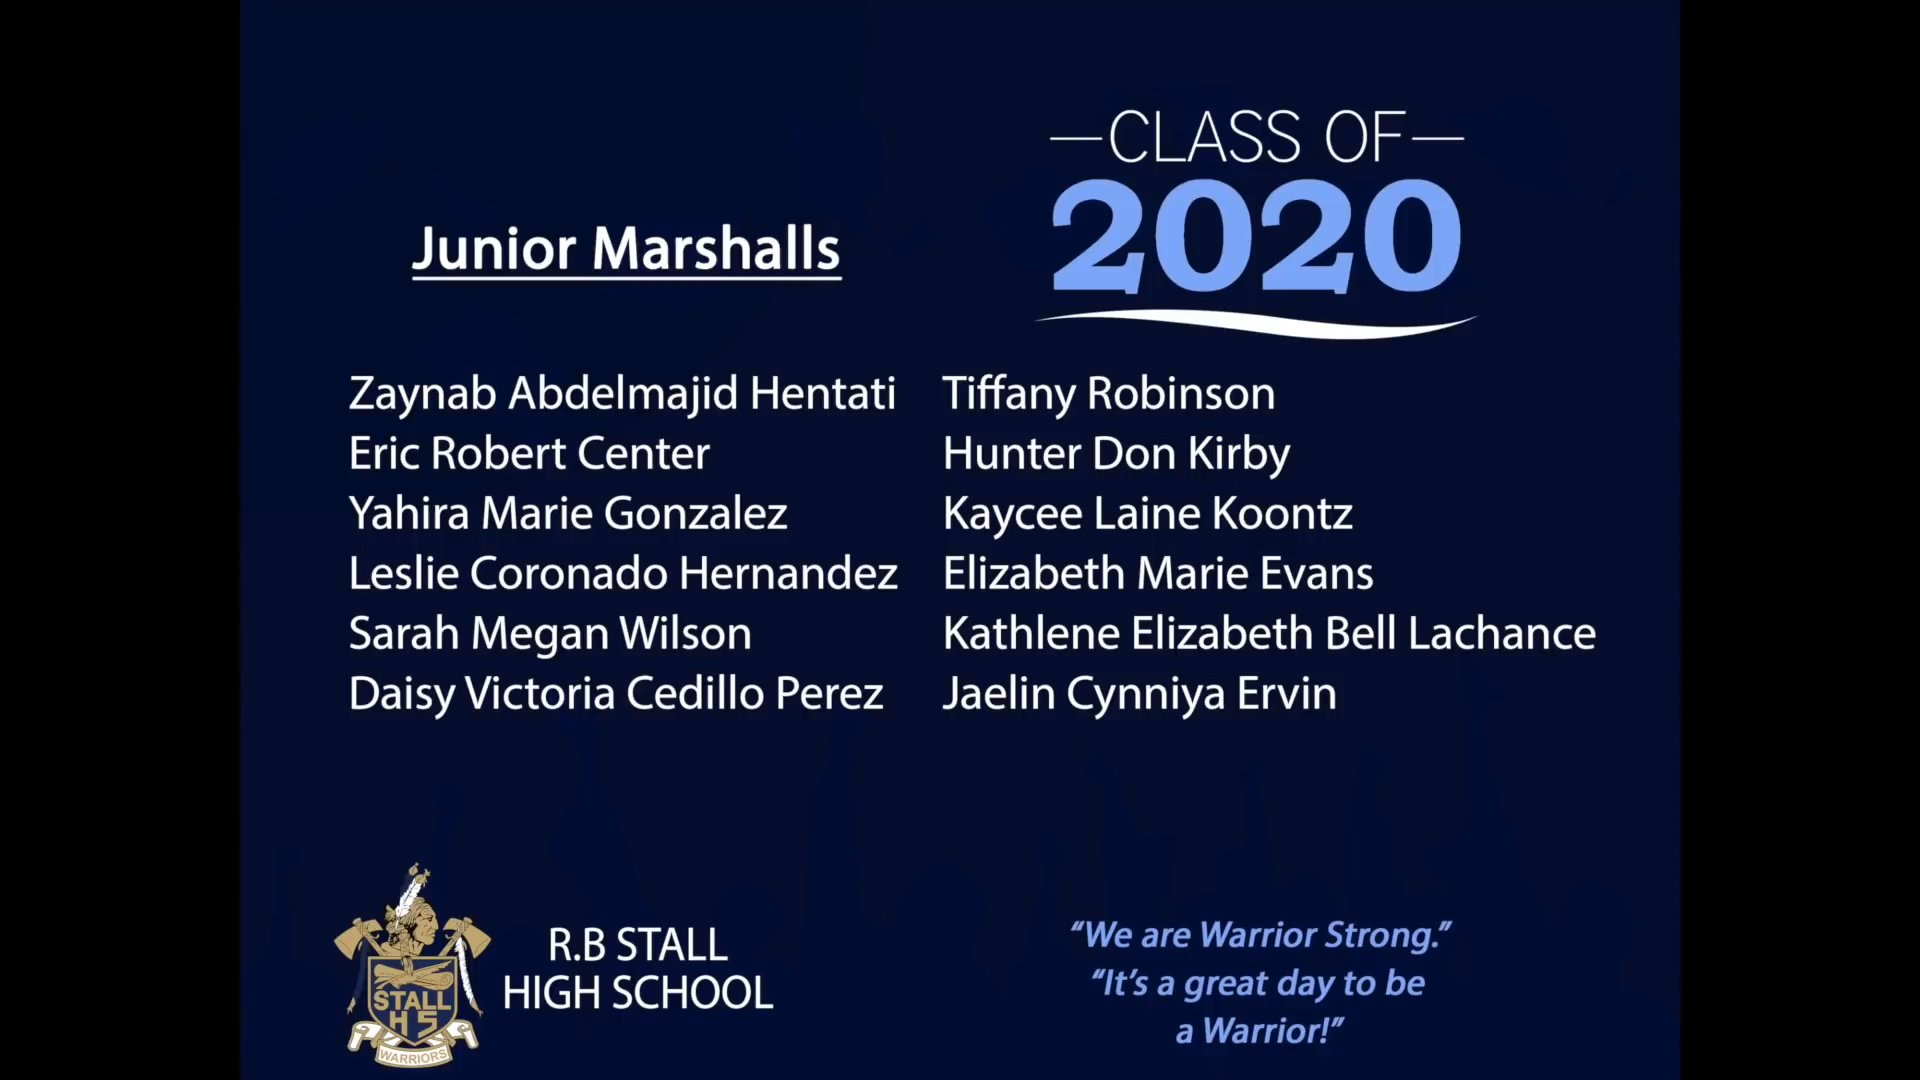 CLASS OF
2020
Junior Marshalls
Zaynab Abdelmajid Hentati
Eric Robert Center
Yahira Marie Gonzalez
Leslie Coronado Hernandez
Sarah Megan Wilson
Daisy Victoria Cedillo Perez
Tiffany Robinson
Hunter Don Kirby
Kaycee Laine Koontz
Elizabeth Marie Evans
Kathlene Elizabeth Bell Lachance
Jaelin Cynniya Ervin
STALL
HS
WARRIORS
R.B STALL
HIGH SCHOOL
“We are Warrior Strong.”
“It’s a great day to be
a Warrior!”